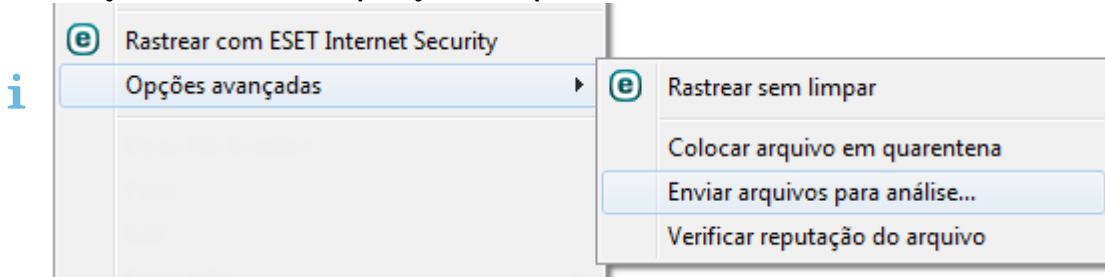 Rastrear com ESET Internet Security
Opções avançadas
Rastrear sem limpar
Colocar arquivo em quarentena
Enviar arquivos para análise...
Verificar reputação do arquivo